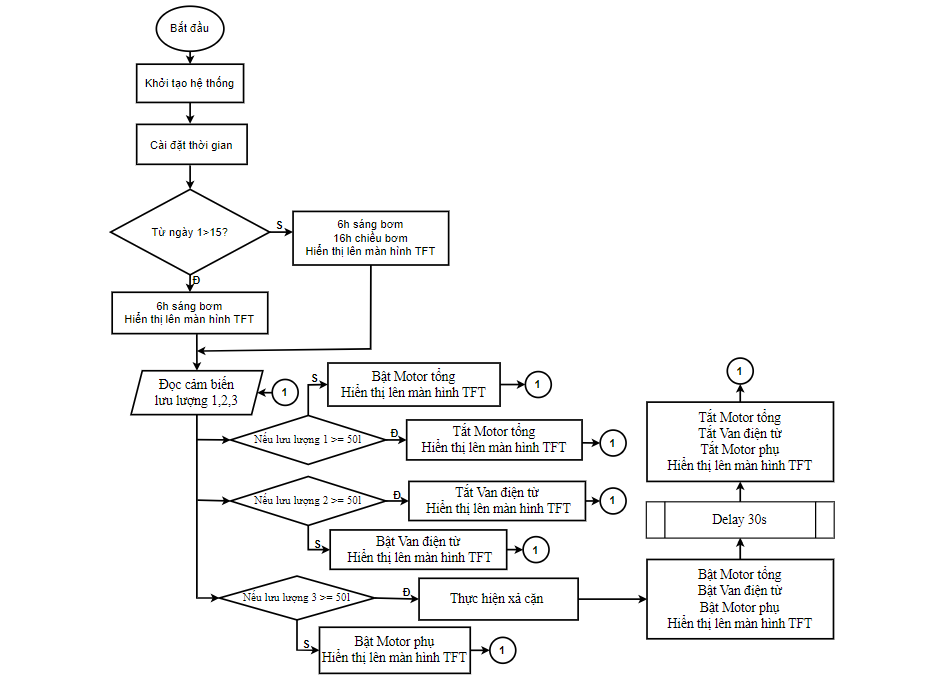 Bắt đầu
Khởi tạo hệ thống
Cài đặt thời gian
Từ ngày 1>15?
S
6h sáng bơm
16h chiều bơm
Hiển thị lên màn hình TFT
Đ
6h sáng bơm
Hiển thị lên màn hình TFT
Đọc cảm biến
lưu lượng 1,2,3
1
S
Bật Motor tổng
Hiển thị lên màn hình TFT
1
Nếu lưu lượng 1 >= 50l
Đ
Tắt Motor tổng
Hiển thị lên màn hình TFT
1
Nếu lưu lượng 2 >= 50l
Đ
Tắt Van điện từ
Hiển thị lên màn hình TFT
1
S
Bật Van điện từ
Hiển thị lên màn hình TFT
1
Nếu lưu lượng 3 >= 50l
Đ
Thực hiện xả cặn
S
Bật Motor phụ
Hiển thị lên màn hình TFT
1
Bật Motor tổng
Bật Van điện từ
Bật Motor phụ
Hiển thị lên màn hình TFT
Delay 30s
Tắt Motor tổng
Tắt Van điện từ
Tắt Motor phụ
Hiển thị lên màn hình TFT
1